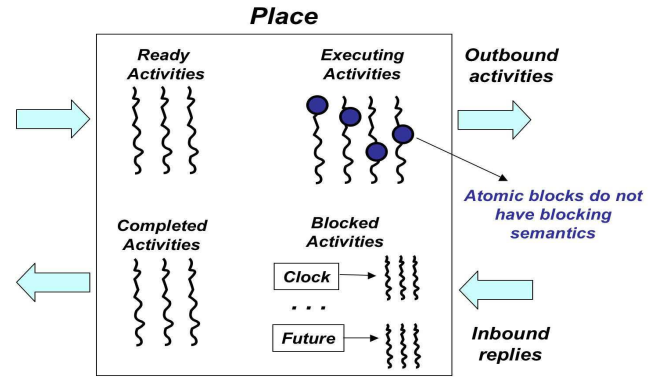 Place
Ready
Activities
Executing
Activities
Outbound
activities
Atomic blocks do not
have blocking
semantics
Completed
Activities
Blocked
Activities
Clock
. . .
Future
Inbound
replies